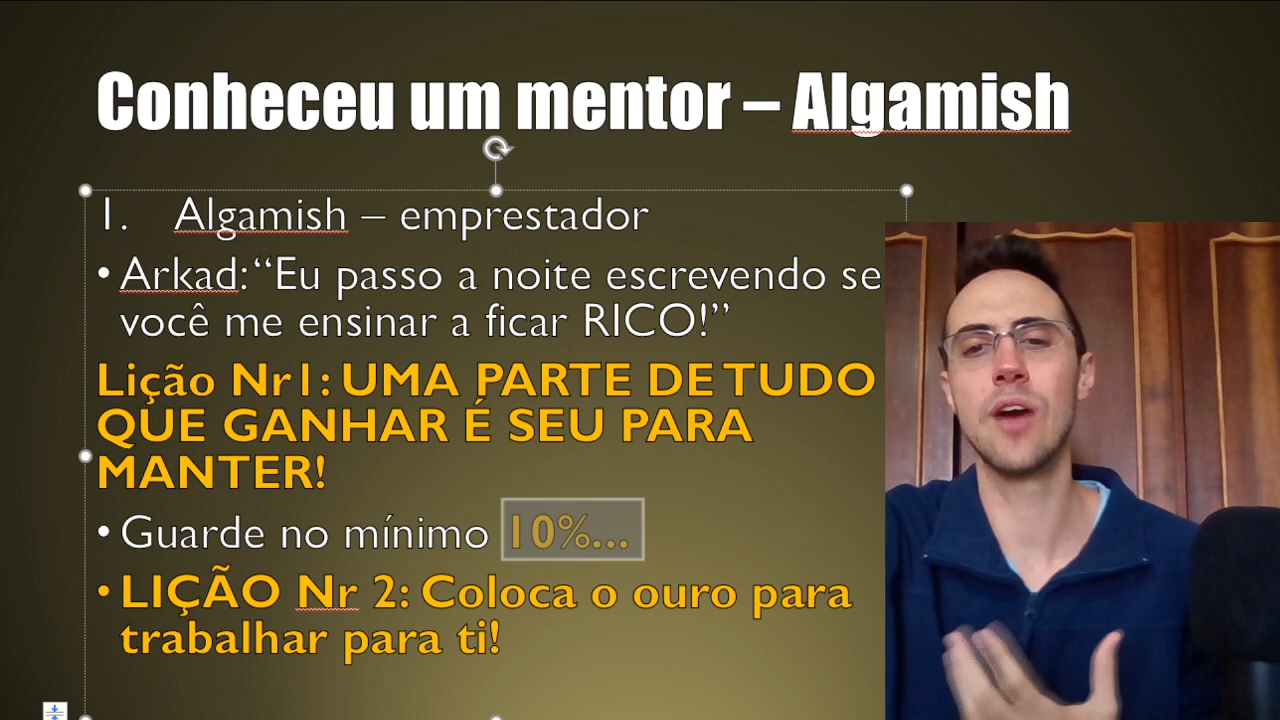 Conheceu um mentor – Algamish
1. Algamish – emprestador
• Arkad: “Eu passo a noite escrevendo se
você me ensinar a ficar RICO!”
Lição Nr1: UMA PARTE DE TUDO
QUE GANHAR É SEU PARA
MANTER!
• Guarde no mínimo 10%...
• LIÇÃO Nr 2: Coloca o ouro para
trabalhar para ti!